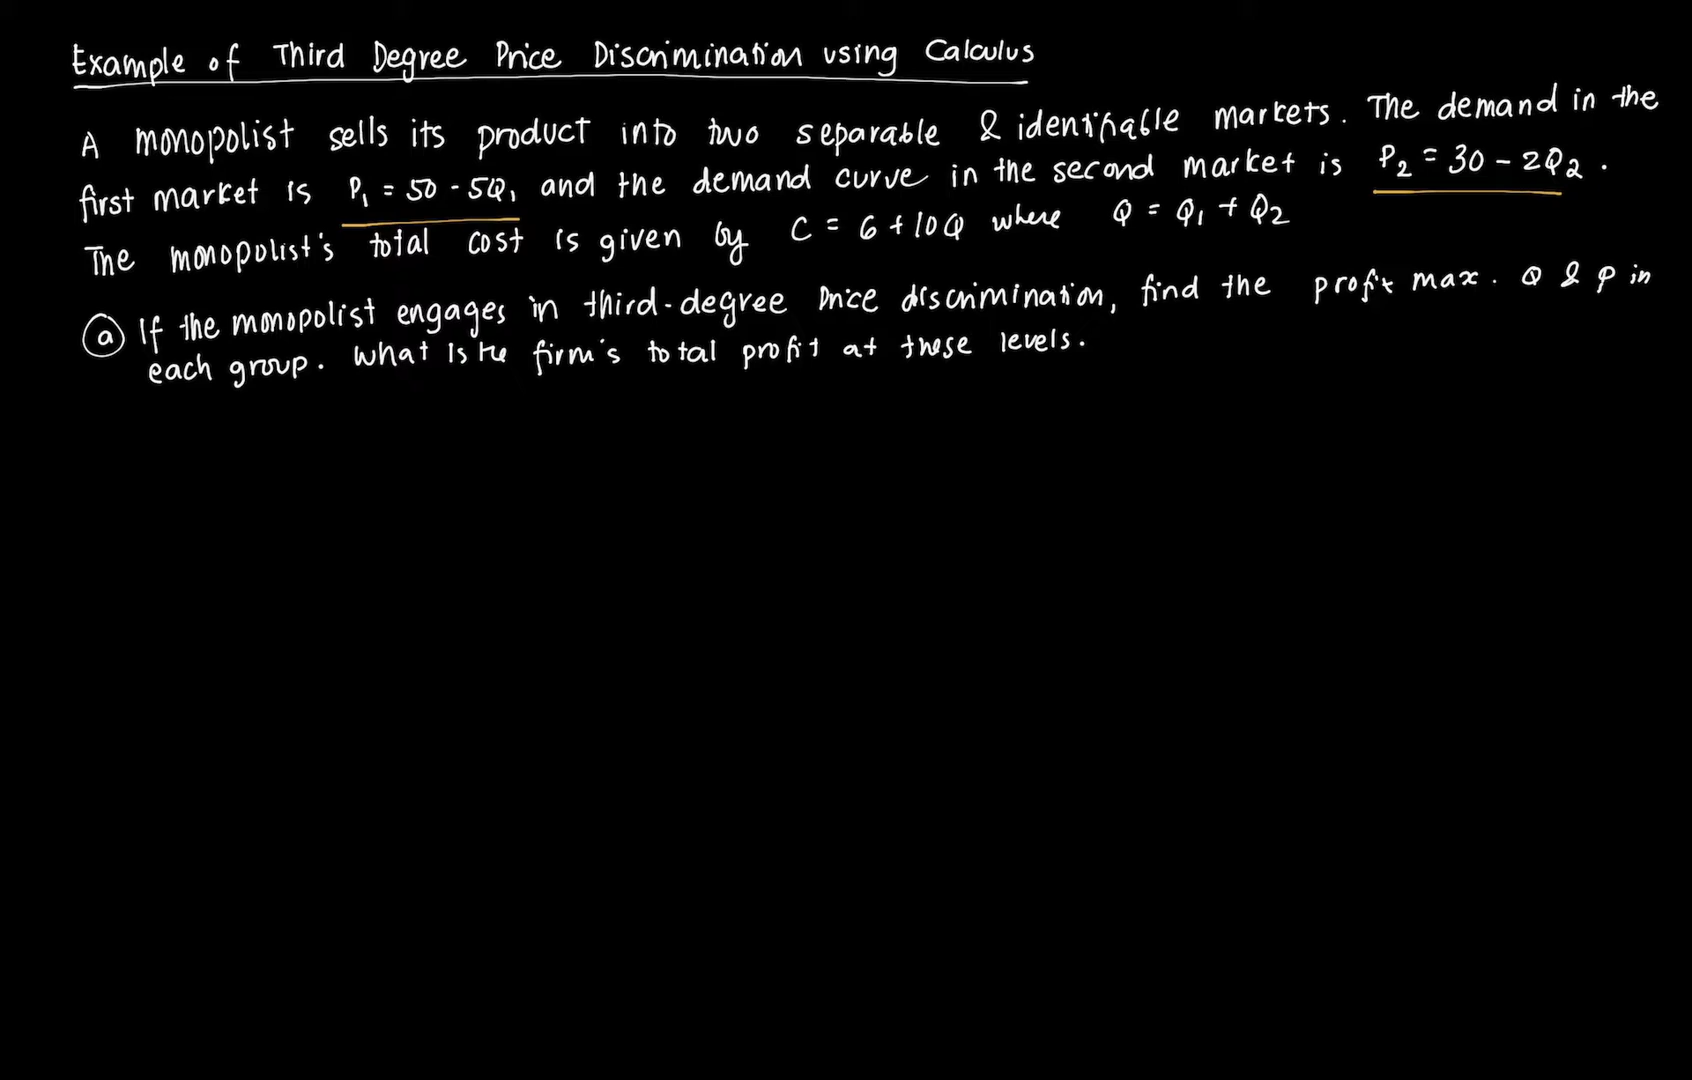 Example of Third Degree Price Discrimination using Calculus
A monopolist sells its product into two separable & identifiable markets. The demand in the
first market is P₁ = 50 - 5Q₁ and the demand curve in the second market is P₂ = 30 - 2Q₂.
The monopolist's total cost is given by C = 6 + 10Q where Q = Q₁ + Q₂
(a) If the monopolist engages in third-degree price discrimination, find the profit max. Q & P in
each group. What is the firm's total profit at these levels.